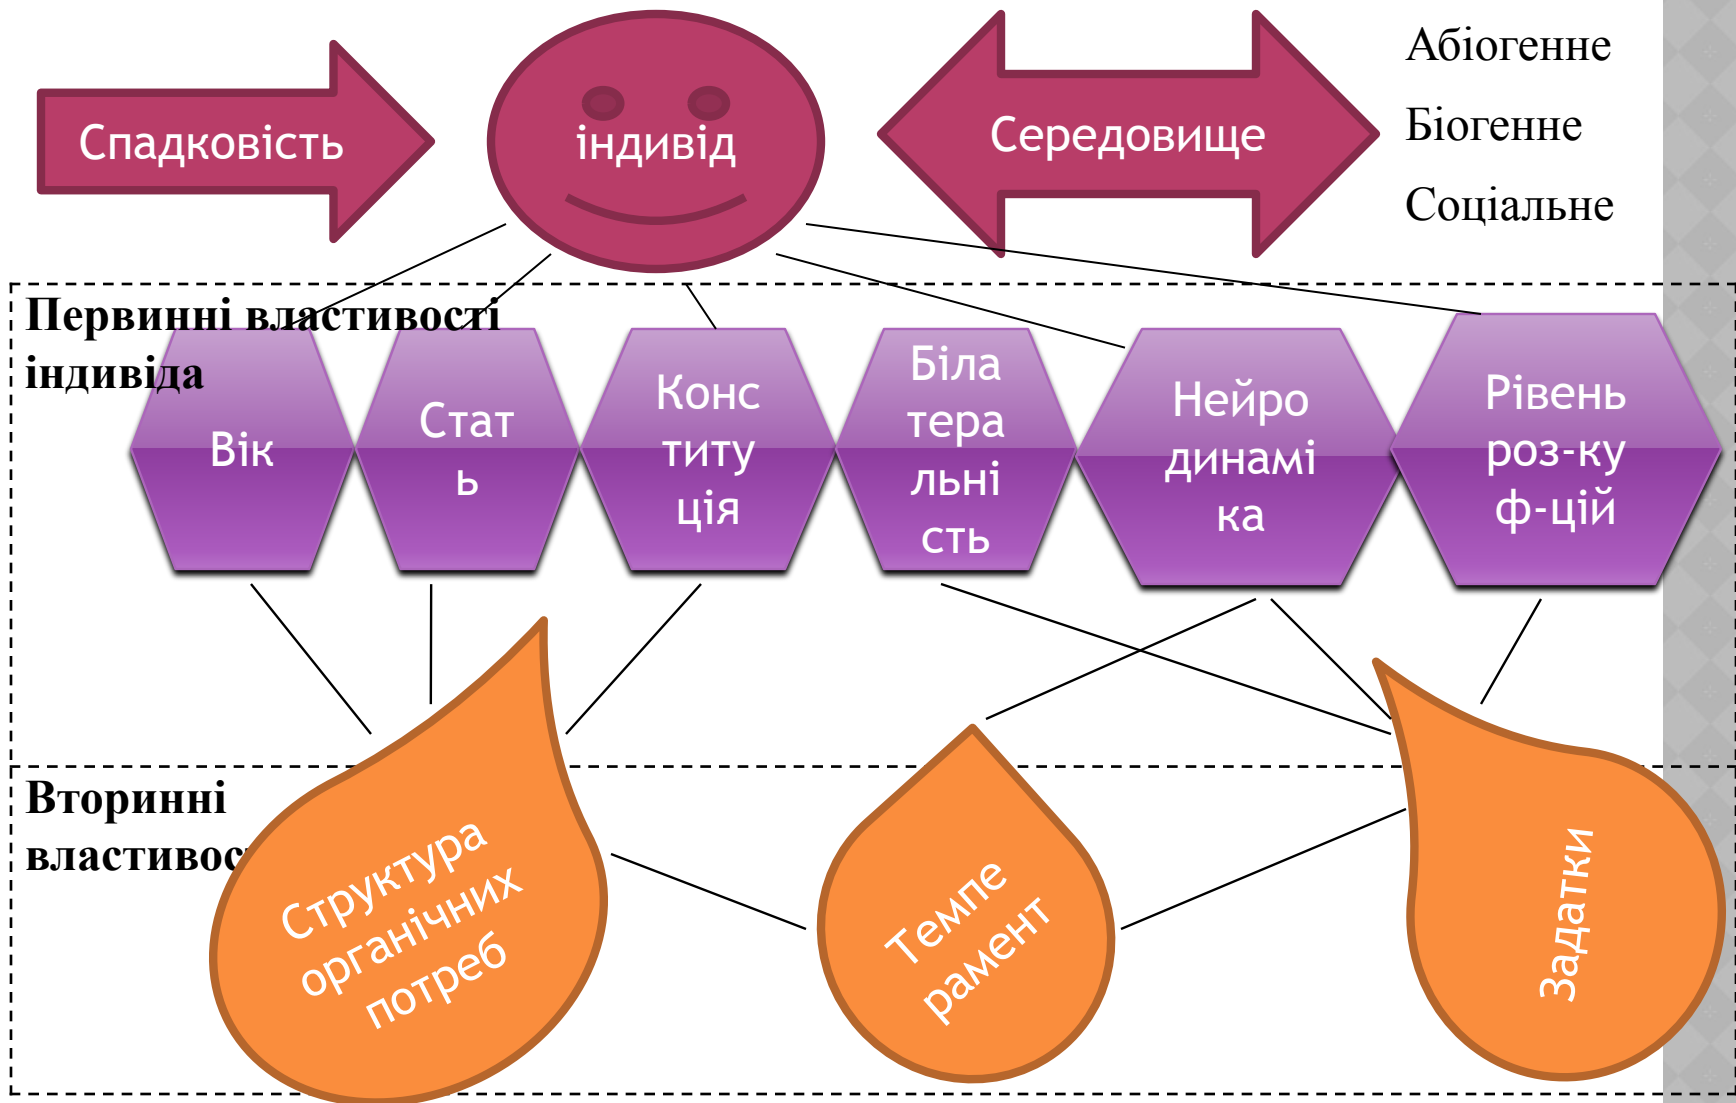 Спадковість
індивід
Середовище
Абіогенне
Біогенне
Соціальне
Первинні властивості
індивіда
Вік
Стат
ь
Конс
титу
ція
Біла
тера
льні
сть
Нейро
динамі
ка
Рівень
роз-ку
ф-цій
Вторинні
властивос
Структура
органічних
потреб
Темпе
рамент
Задатки